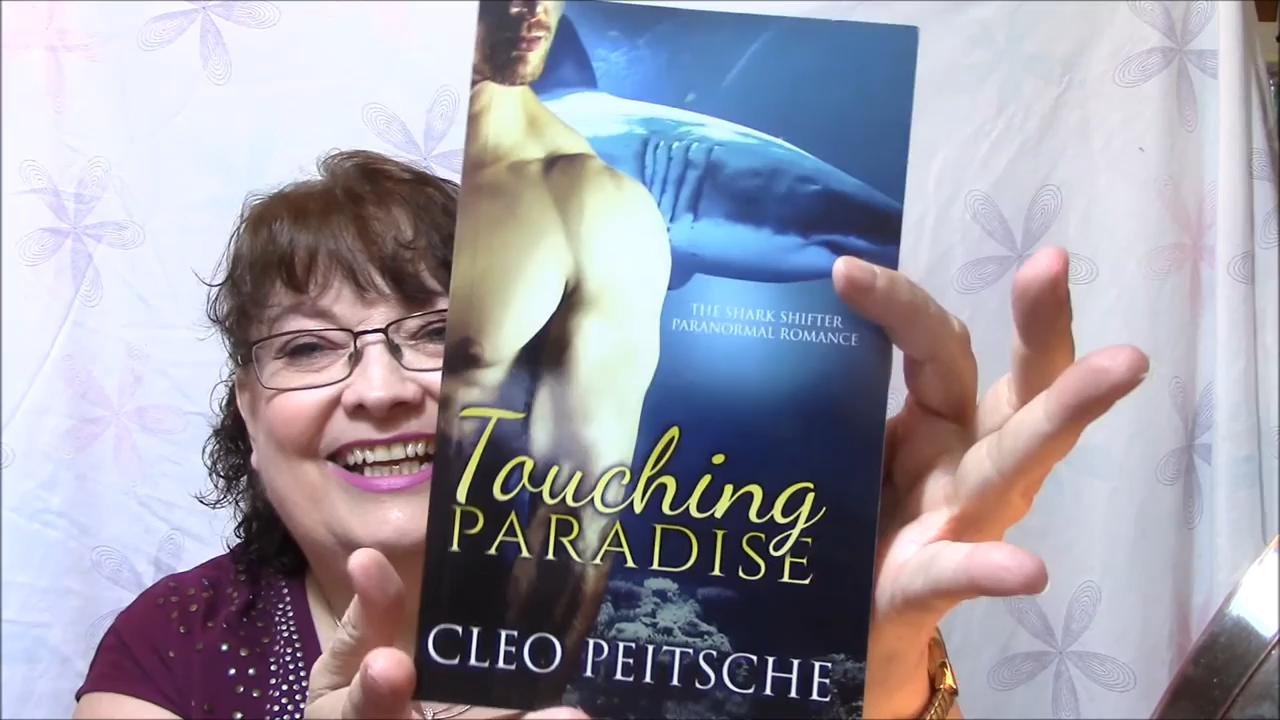 THE SHARK SHIFTER
PARANORMAL ROMANCE
Touching
PARADISE
CLEO PEITSCHE